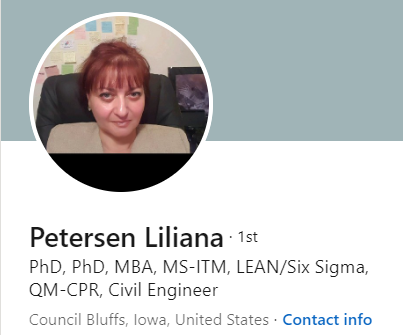 Petersen Liliana · 1st
PhD, PhD, MBA, MS-ITM, LEAN/Six Sigma,
QM-CPR, Civil Engineer
Council Bluffs, Iowa, United States · Contact info